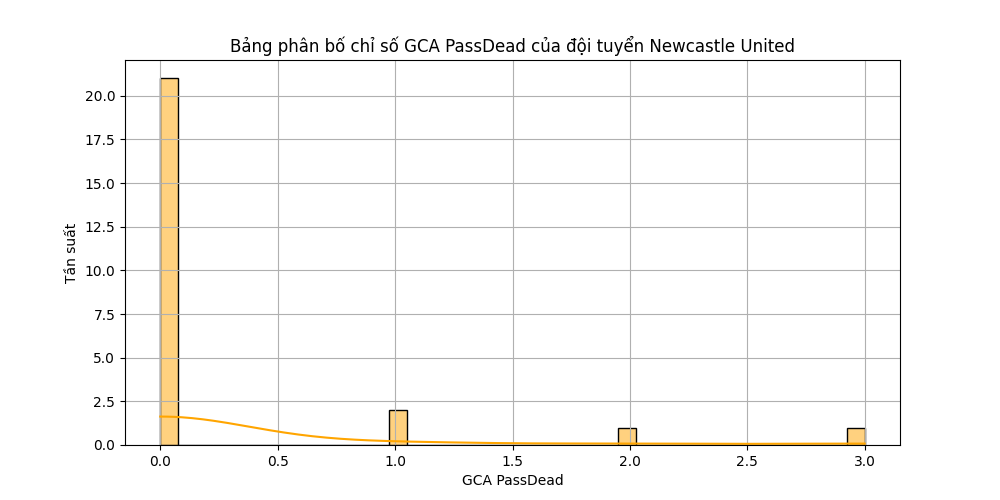 Bảng phân bố chỉ số GCA PassDead của đội tuyển Newcastle United
20.0
17.5
15.0
12.5
10.0
7.5
5.0
2.5
0.0
Tần suất
0.0 0.5 1.0 1.5 2.0 2.5 3.0
GCA PassDead